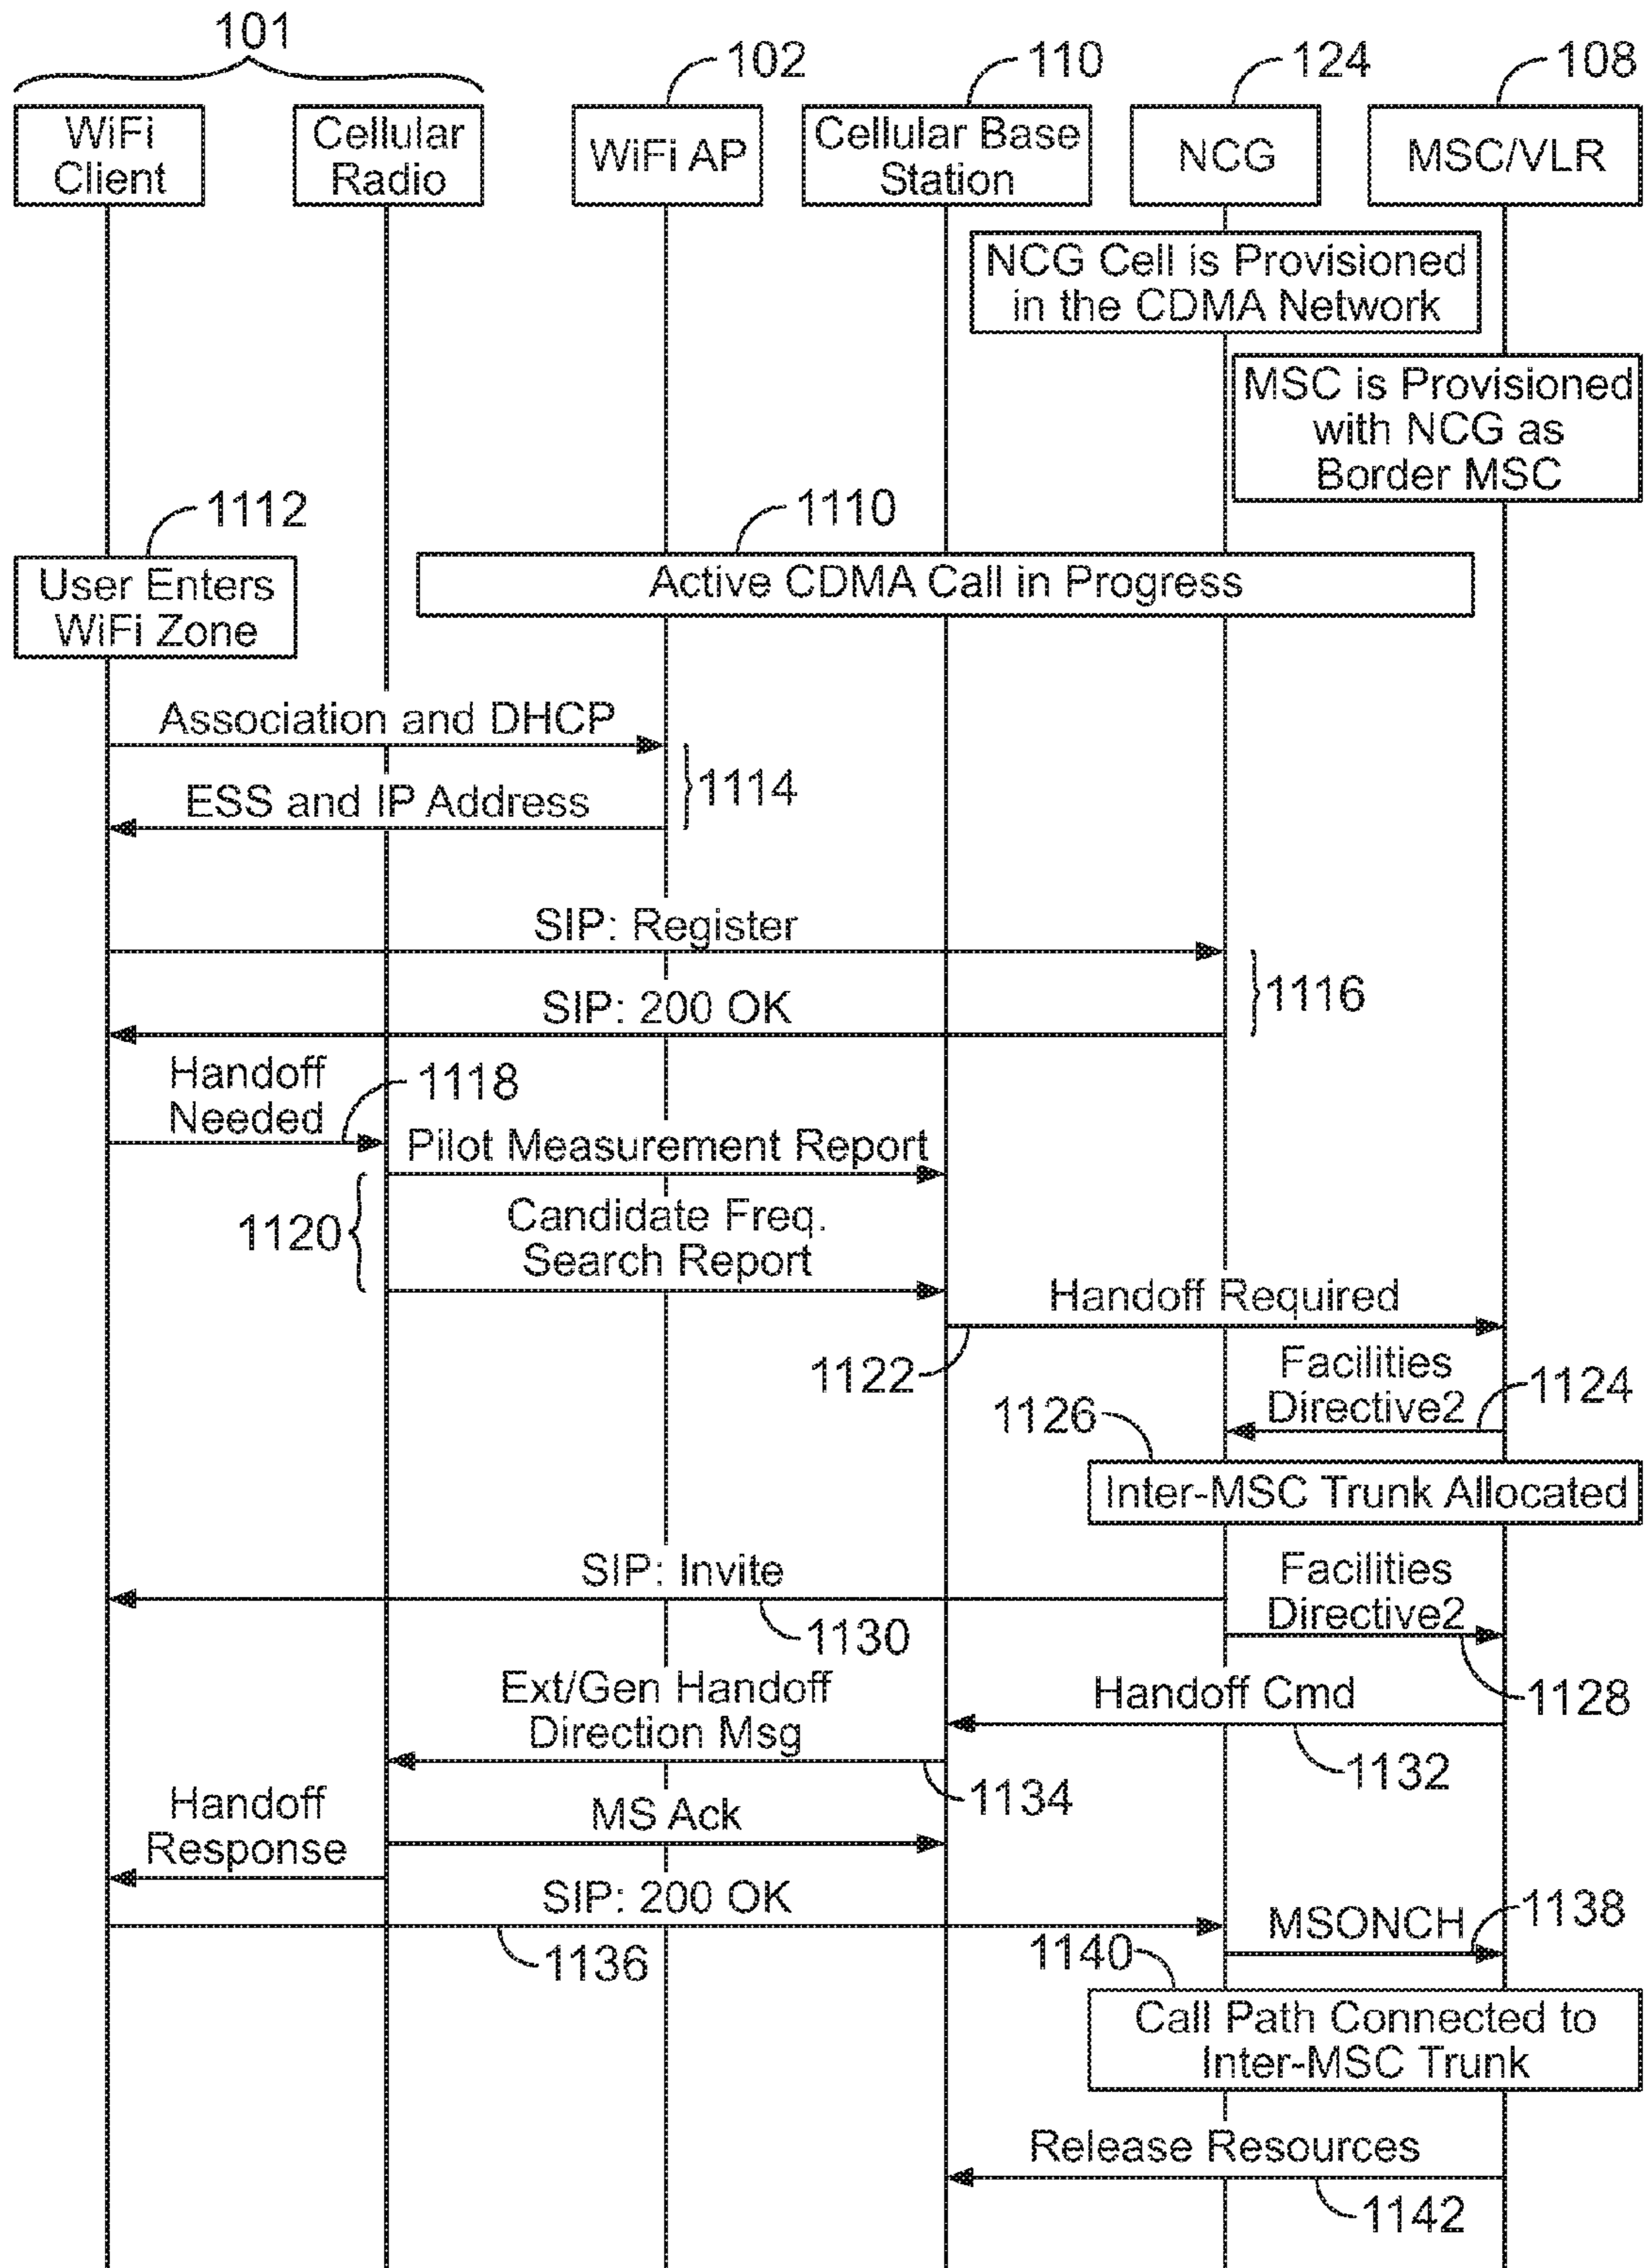 101
102
110
124
108
WiFi
Client
Cellular
Radio
WiFi AP
Cellular Base
Station
NCG
MSC/VLR
NCG Cell is Provisioned
in the CDMA Network
MSC is Provisioned
with NCG as
Border MSC
1112
1110
User Enters
WiFi Zone
Active CDMA Call in Progress
Association and DHCP
1114
ESS and IP Address
SIP: Register
1116
SIP: 200 OK
Handoff
Needed
1118
Pilot Measurement Report
1120
Candidate Freq.
Search Report
Handoff Required
1122
Facilities
Directive2
1124
1126
Inter-MSC Trunk Allocated
SIP: Invite
1130
Facilities
Directive2
1128
Ext/Gen Handoff
Direction Msg
Handoff Cmd
1132
1134
Handoff
Response
MS Ack
SIP: 200 OK
1136
MSONCH
1138
1140
Call Path Connected to
Inter-MSC Trunk
Release Resources
1142